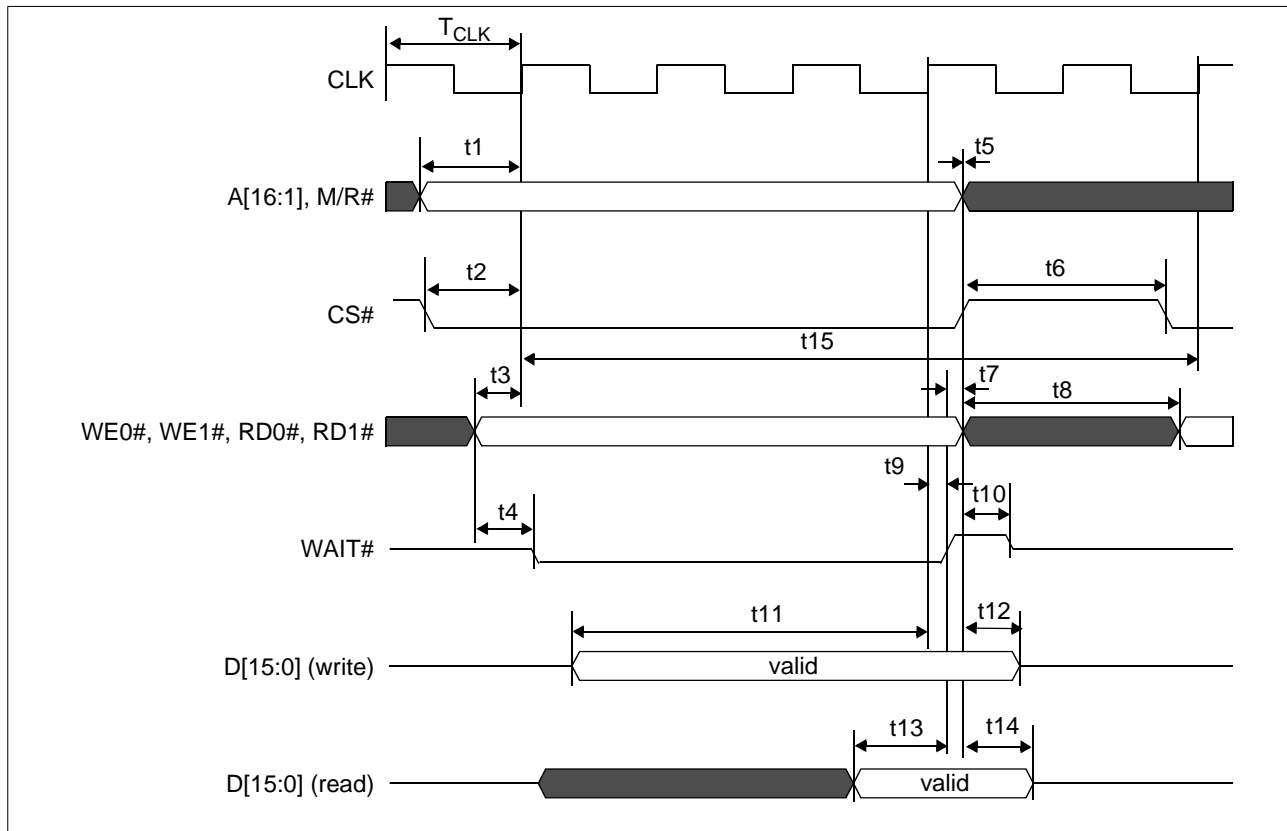 TCLK
CLK
t1
t5
A[16:1], M/R#
t2
t6
CS#
t15
t3
t7
t8
WE0#, WE1#, RD0#, RD1#
t9
t10
t4
WAIT#
t11
t12
D[15:0] (write)
valid
t13
t14
D[15:0] (read)
valid